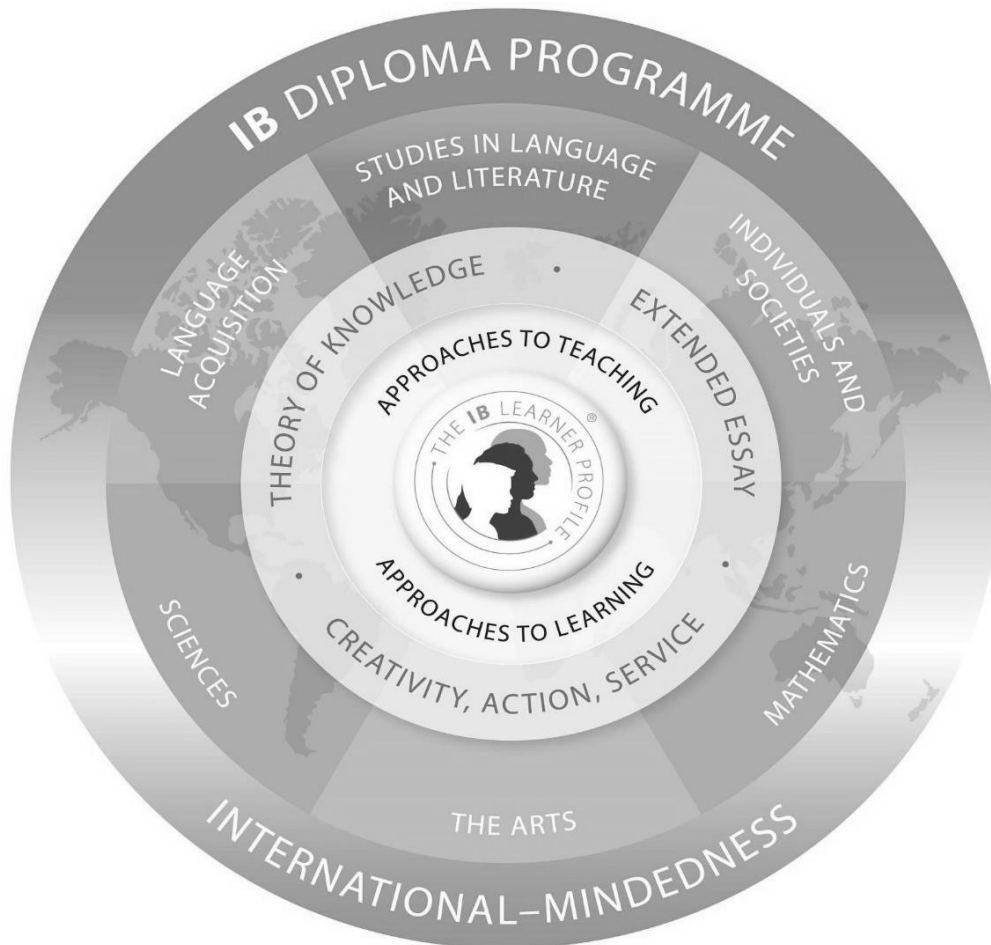 IB DIPLOMA PROGRAMME
STUDIES IN LANGUAGE
AND LITERATURE
LANGUAGE
ACQUISITION
INDIVIDUALS AND
SOCIETIES
THEORY OF KNOWLEDGE
EXTENDED ESSAY
APPROACHES TO TEACHING
THE IB LEARNER PROFILE®
APPROACHES TO LEARNING
CREATIVITY, ACTION, SERVICE
SCIENCES
MATHEMATICS
THE ARTS
INTERNATIONAL–MINDEDNESS